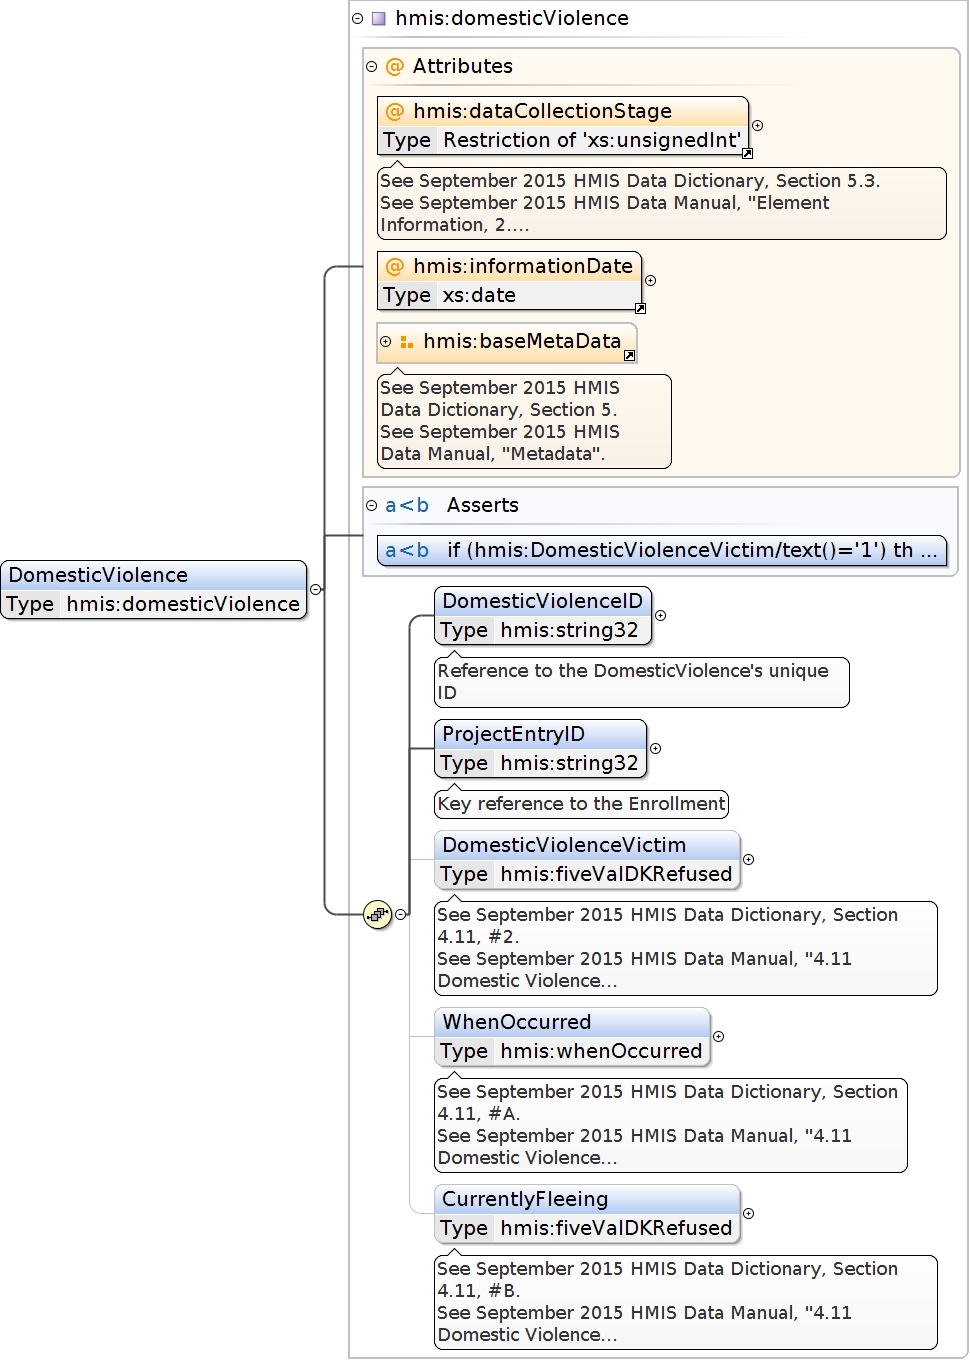 hmis:domesticViolence
@ Attributes
@ hmis:dataCollectionStage
Type Restriction of 'xs:unsignedInt'
See September 2015 HMIS Data Dictionary, Section 5.3.
See September 2015 HMIS Data Manual, "Element
Information, 2....
@ hmis:informationDate
Type xs:date
hmis:baseMetaData
See September 2015 HMIS
Data Dictionary, Section 5.
See September 2015 HMIS
Data Manual, "Metadata".
a<b Asserts
a<b if (hmis:DomesticViolenceVictim/text()='1') th ...
DomesticViolence
Type hmis:domesticViolence
DomesticViolenceID
Type hmis:string32
Reference to the DomesticViolence's unique
ID
ProjectEntryID
Type hmis:string32
Key reference to the Enrollment
DomesticViolenceVictim
Type hmis:fiveValDKRefused
See September 2015 HMIS Data Dictionary, Section
4.11, #2.
See September 2015 HMIS Data Manual, "4.11
Domestic Violence...
WhenOccurred
Type hmis:whenOccurred
See September 2015 HMIS Data Dictionary, Section
4.11, #A.
See September 2015 HMIS Data Manual, "4.11
Domestic Violence...
CurrentlyFleeing
Type hmis:fiveValDKRefused
See September 2015 HMIS Data Dictionary, Section
4.11, #B.
See September 2015 HMIS Data Manual, "4.11
Domestic Violence...